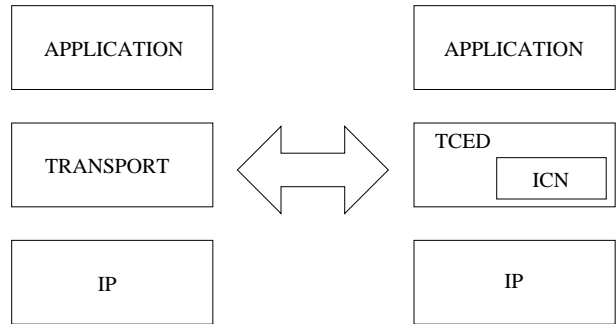 APPLICATION
APPLICATION
TRANSPORT
TCED
ICN
IP
IP